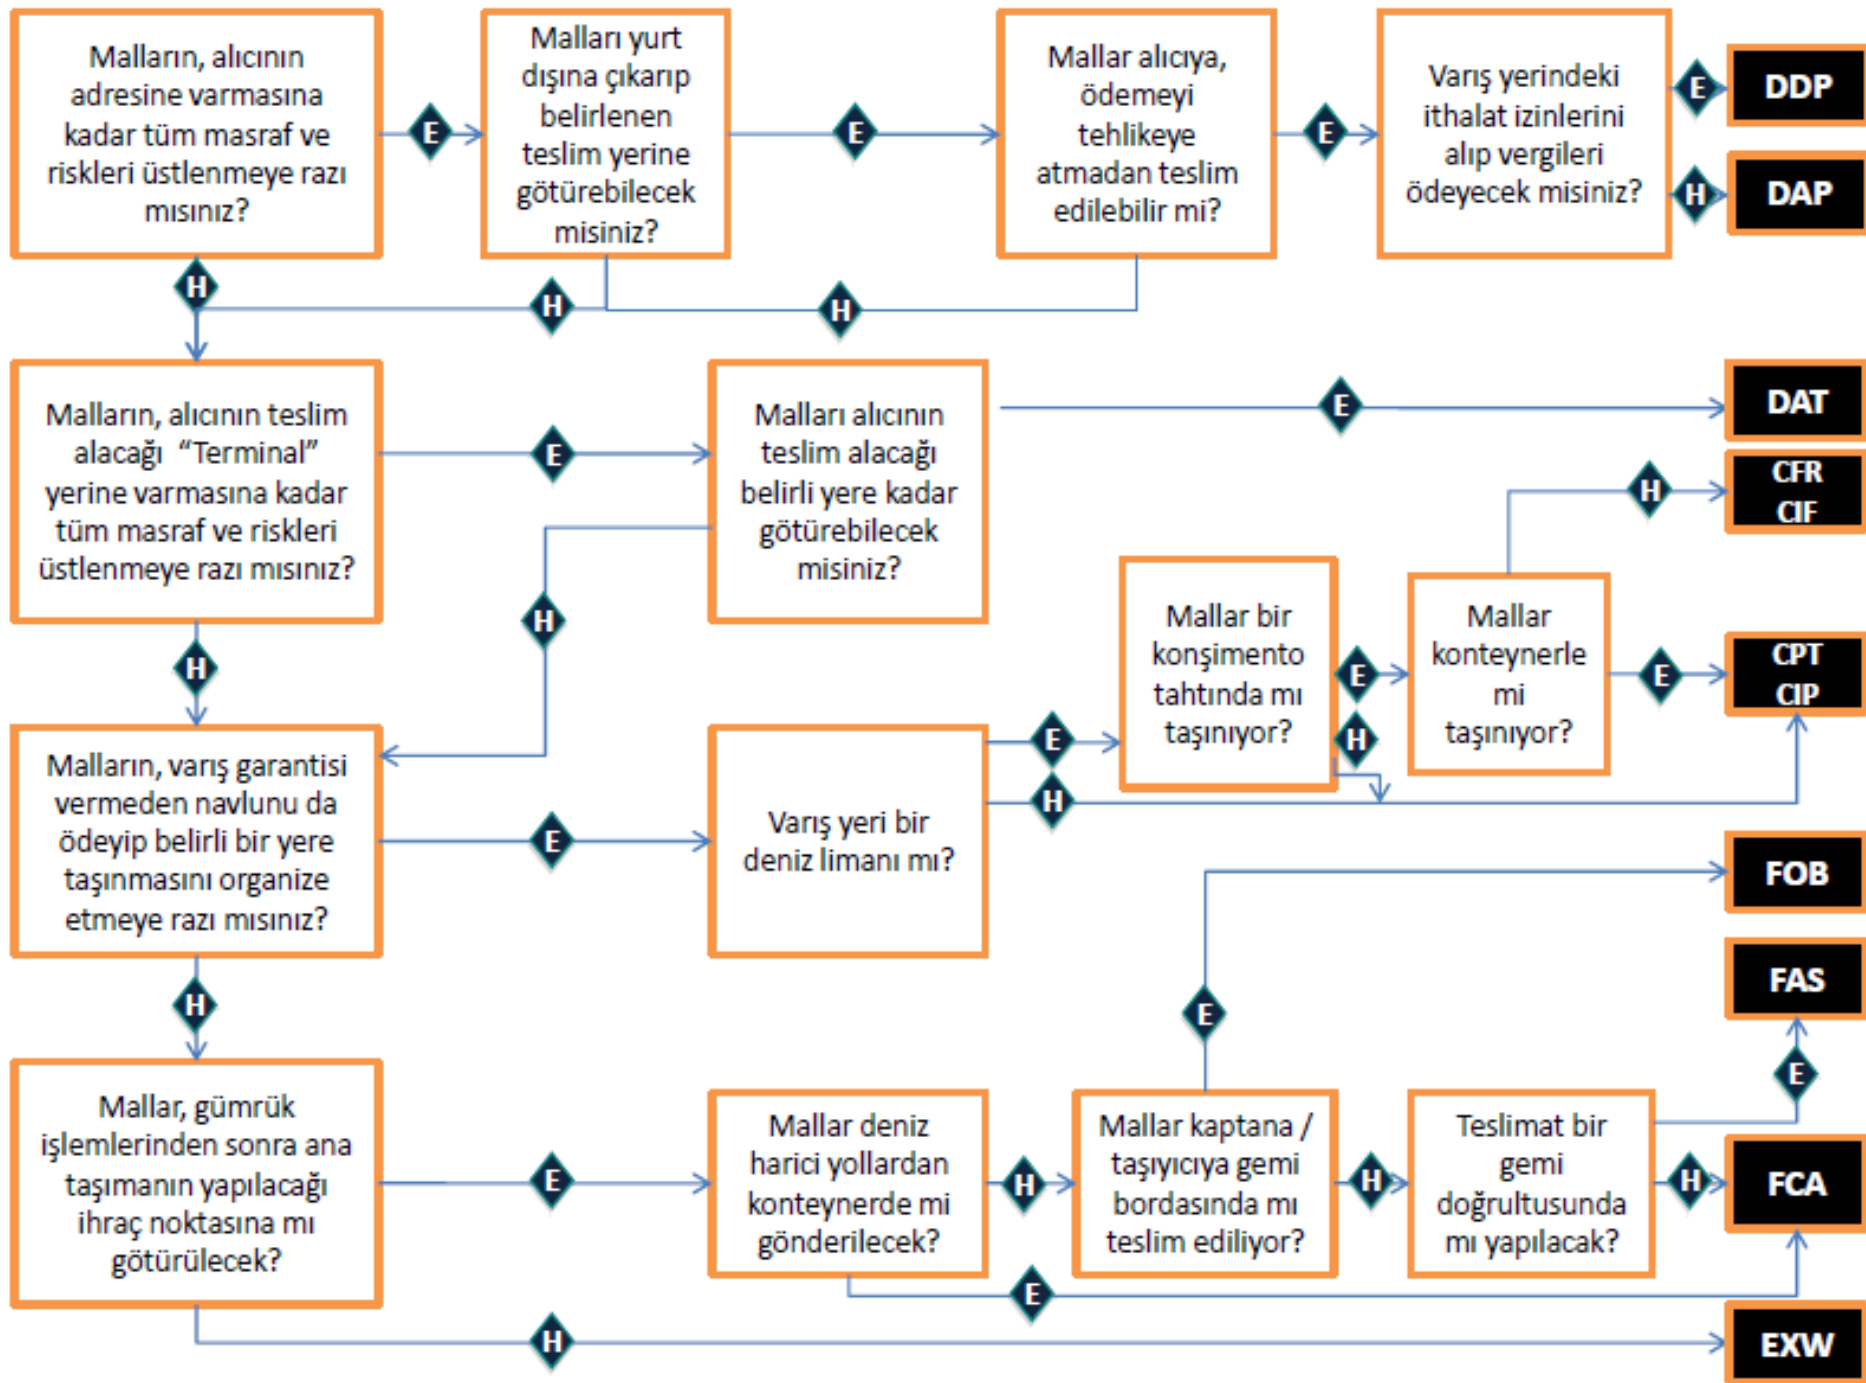 Malların, alıcının
adresine varmasına
kadar tüm masraf ve
riskleri üstlenmeye razı
mısınız?
E
Malları yurt
dışına çıkarıp
belirlenen
teslim yerine
götürebilecek
misiniz?
E
Mallar alıcıya,
ödemeyi
tehlikeye
atmadan teslim
edilebilir mi?
E
Varış yerindeki
ithalat izinlerini
alıp vergileri
ödeyecek misiniz?
E
DDP
H
DAP
H
H
H
Malların, alıcının teslim
alacağı “Terminal”
yerine varmasına kadar
tüm masraf ve riskleri
üstlenmeye razı mısınız?
E
Malları alıcının
teslim alacağı
belirli yere kadar
götürebilecek
misiniz?
E
DAT
H
CFR
CIF
H
H
Mallar bir
konşimento
tahtında mı
taşınıyor?
E
H
Mallar
konteynerle
mi
taşınıyor?
E
CPT
CIP
Malların, varış garantisi
vermeden navlunu da
ödeyip belirli bir yere
taşınmasını organize
etmeye razı mısınız?
E
Varış yeri bir
deniz limanı mı?
E
H
FOB
E
FAS
E
H
Mallar, gümrük
işlemlerinden sonra ana
taşımanın yapılacağı
ihraç noktasına mı
götürülecek?
E
Mallar deniz
harici yollardan
konteynerde mi
gönderilecek?
H
Mallar kaptana /
taşıyıcıya gemi
bordasında mı
teslim ediliyor?
H
Teslimat bir
gemi
doğrultusunda
mı yapılacak?
H
FCA
E
H
EXW